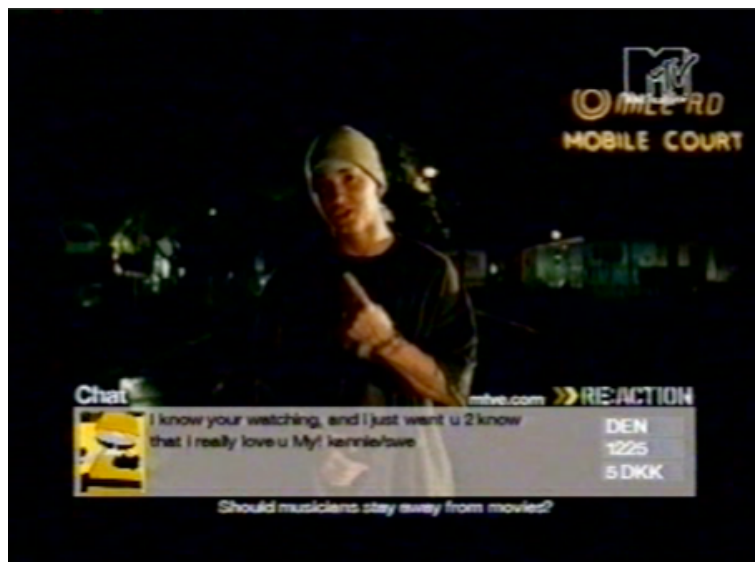 MTV
MILE RD
MOBILE COURT
Chat
mtve.com
RE:ACTION
I know your watching, and i just want u 2 know
that i really love u My! kennie/swe
DEN
1225
5 DKK
Should musicians stay away from movies?